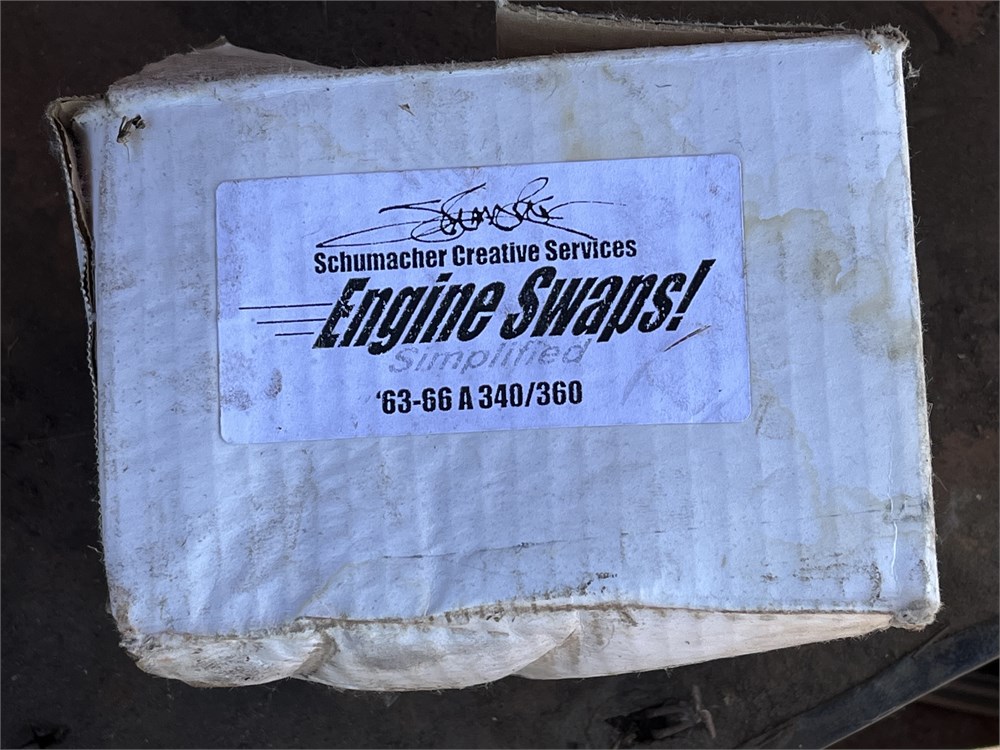 Schumacher
Schumacher Creative Services
Engine Swaps!
Simplified
'63-66 A 340/360